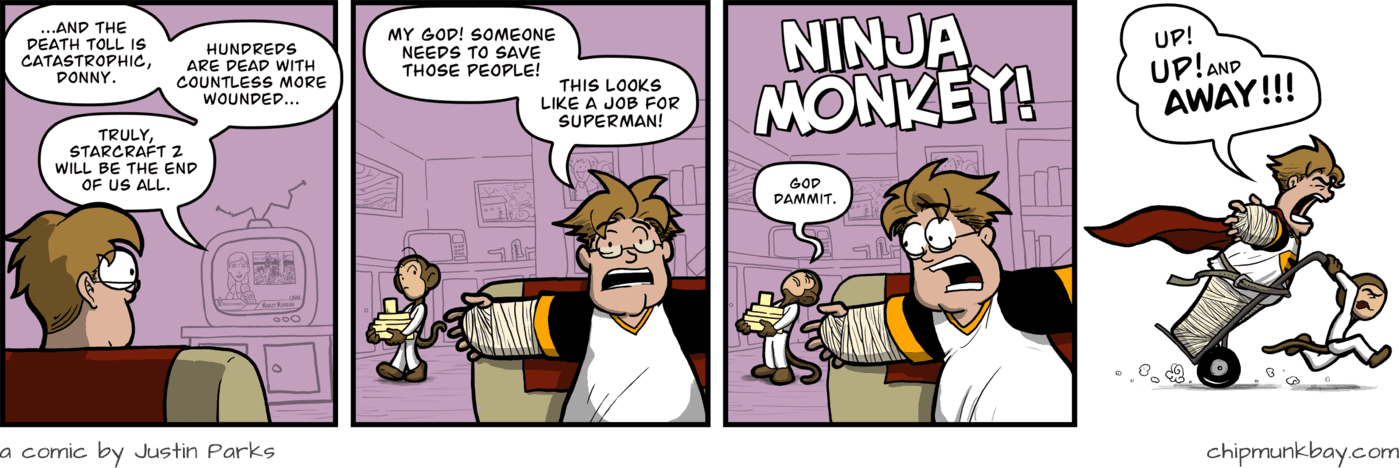 ...AND THE
DEATH TOLL IS
CATASTROPHIC,
DONNY.
HUNDREDS
ARE DEAD WITH
COUNTLESS MORE
WOUNDED...
TRULY,
STARCRAFT 2
WILL BE THE END
OF US ALL.
MY GOD! SOMEONE
NEEDS TO SAVE
THOSE PEOPLE!
THIS LOOKS
LIKE A JOB FOR
SUPERMAN!
NINJA
MONKEY!
GOD
DAMMIT.
UP!
UP! AND
AWAY!!!
a comic by Justin Parks
chipmunkbay.com